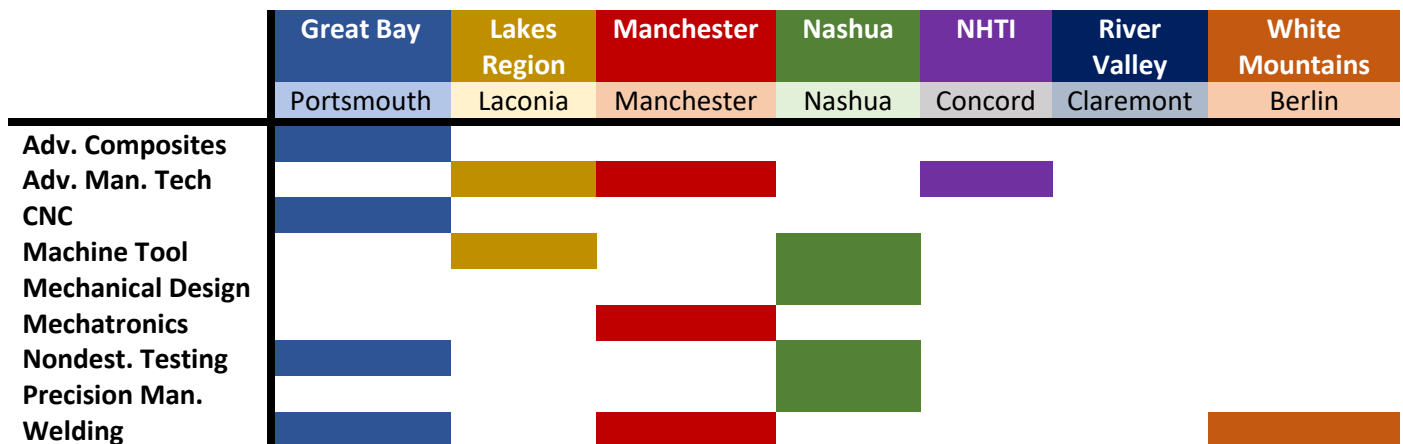 Great Bay Lakes Manchester Nashua NHTI River White
Region Valley Mountains
Portsmouth Laconia Manchester Nashua Concord Claremont Berlin
Adv. Composites
Adv. Man. Tech
CNC
Machine Tool
Mechanical Design
Mechatronics
Nondest. Testing
Precision Man.
Welding